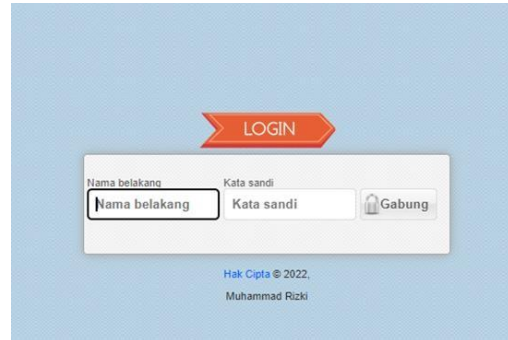 LOGIN
Nama belakang Kata sandi
Nama belakang Kata sandi Gabung
Hak Cipta © 2022,
Muhammad Rizki